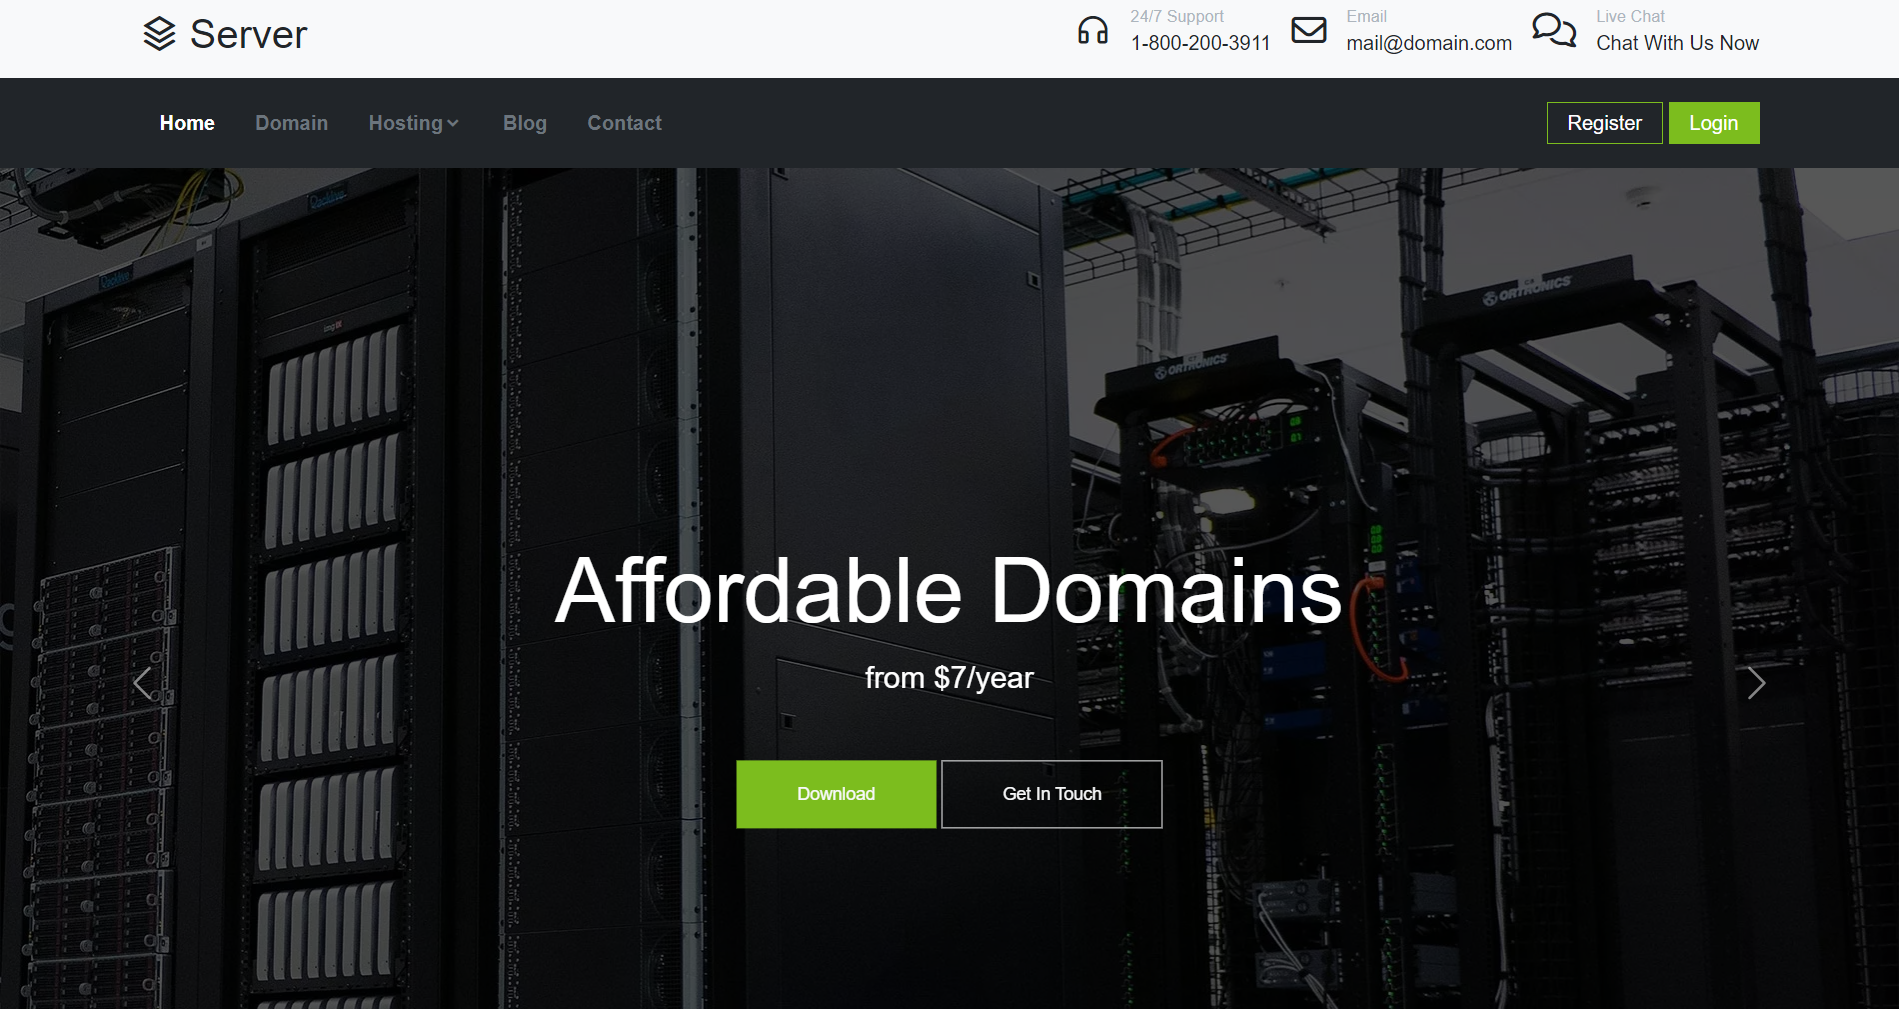 Server
24/7 Support
1-800-200-3911
Email
mail@domain.com
Live Chat
Chat With Us Now
Home Domain Hosting Blog Contact
Register Login
ORTRONICS
ORTRONICS
Affordable Domains
from $7/year
Download Get In Touch